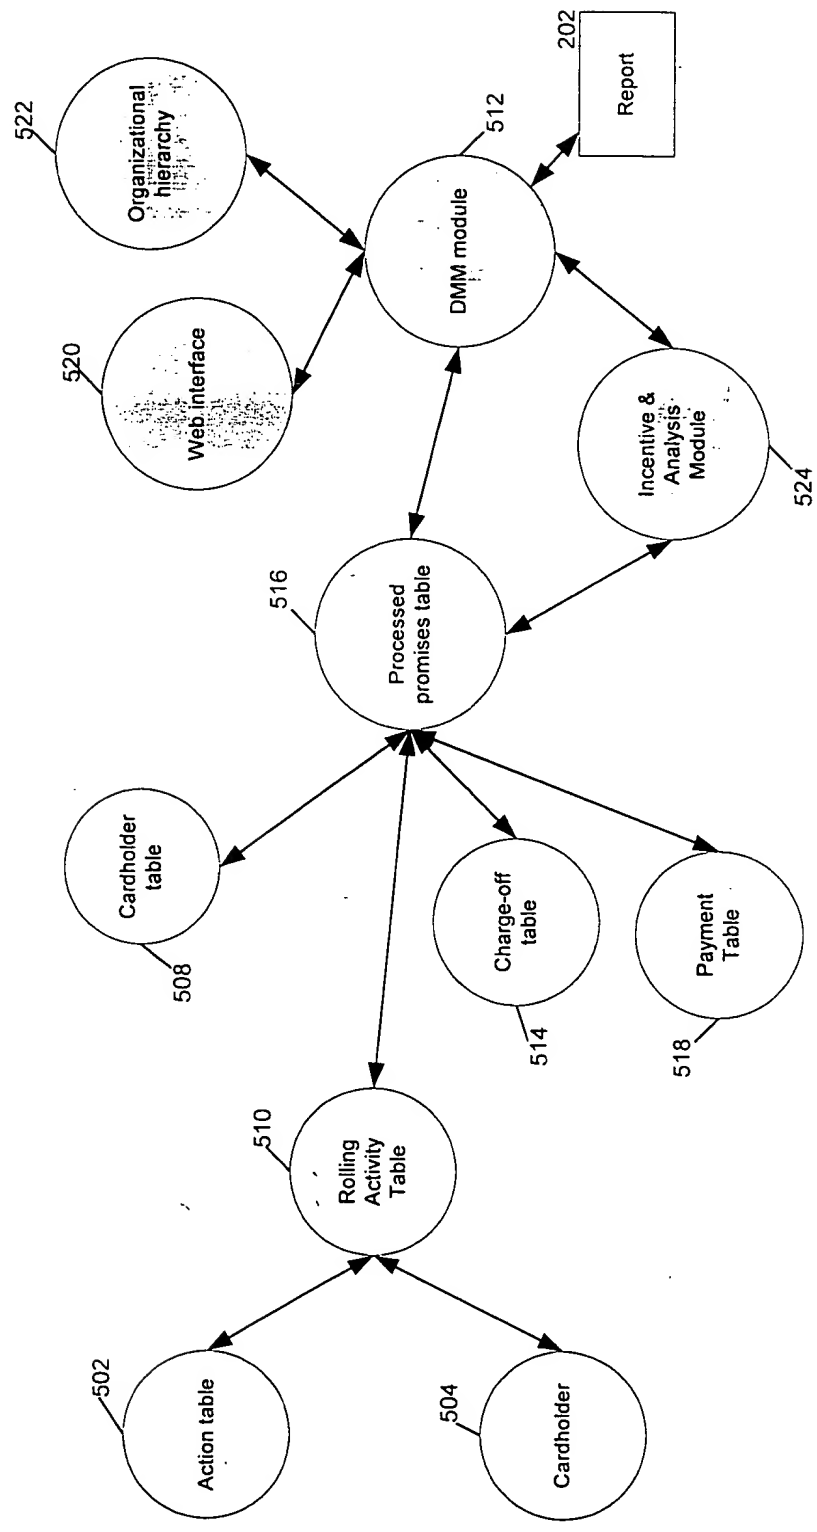 502
Action table
504
Cardholder
510
Rolling
Activity
Table
508
Cardholder
table
514
Charge-off
table
518
Payment
Table
516
Processed
promises table
520
Web interface
522
Organizational
hierarchy
512
DMM module
524
Incentive &
Analysis
Module
202
Report